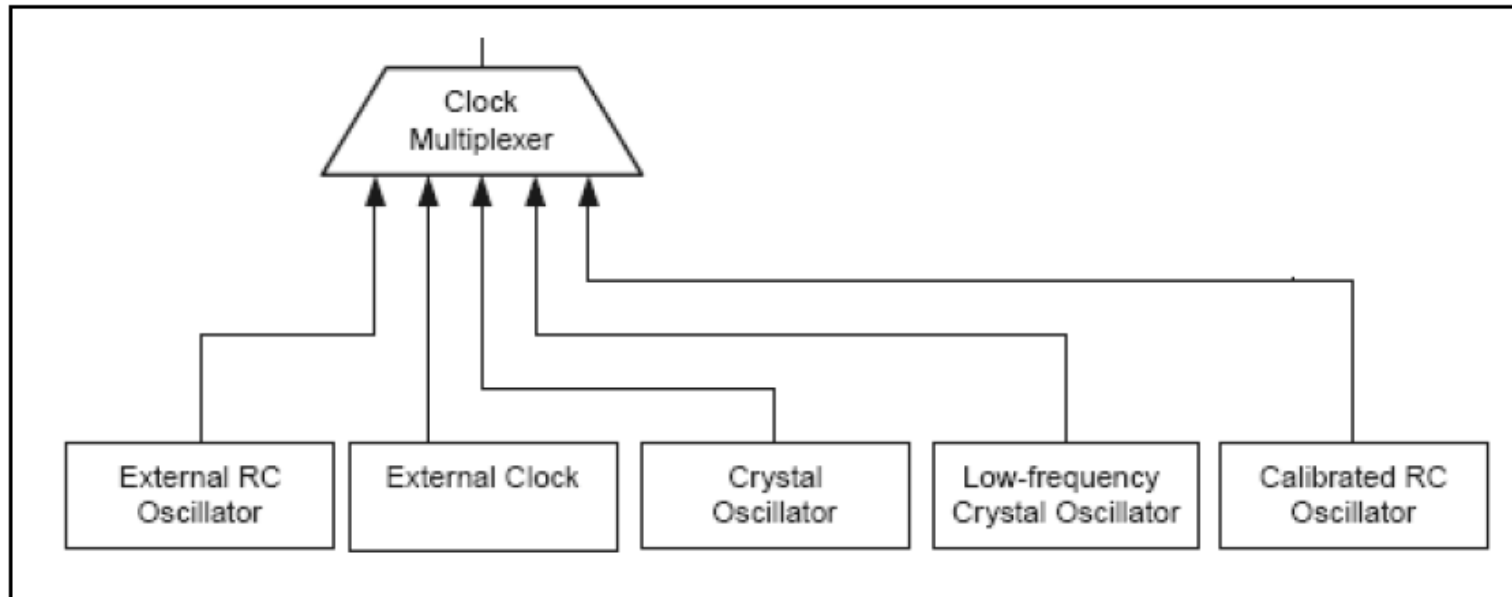 Clock
Multiplexer
External RC
Oscillator
External Clock
Crystal
Oscillator
Low-frequency
Crystal Oscillator
Calibrated RC
Oscillator